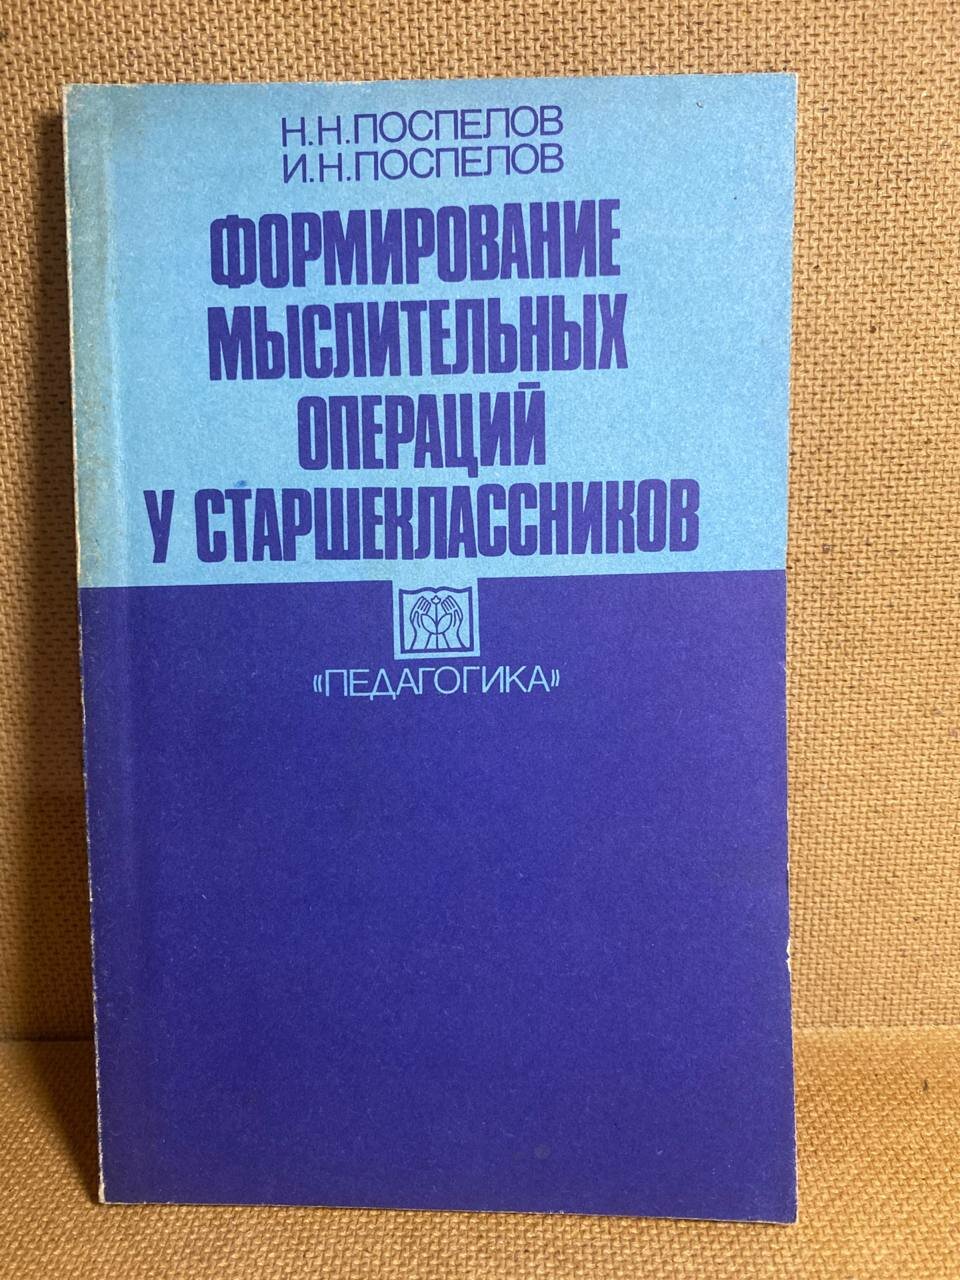 Н.Н.ПОСПЕЛОВ
И.Н.ПОСПЕЛОВ
ФОРМИРОВАНИЕ
МЫСЛИТЕЛЬНЫХ
ОПЕРАЦИЙ
У СТАРШЕКЛАССНИКОВ
«ПЕДАГОГИКА»